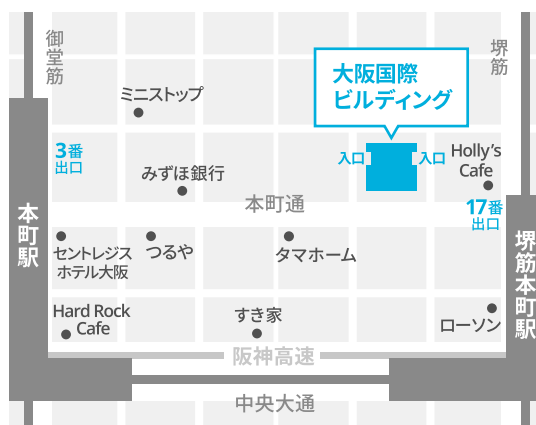 御堂筋
堺筋
大阪国際
ビルディング
ミニストップ
3番
出口
みずほ銀行
入口
入口
Holly's
Cafe
本町通
17番
出口
本町駅
堺筋本町駅
セントレジス
ホテル大阪
つるや
タマホーム
Hard Rock
Cafe
すき家
ローソン
阪神高速
中央大通